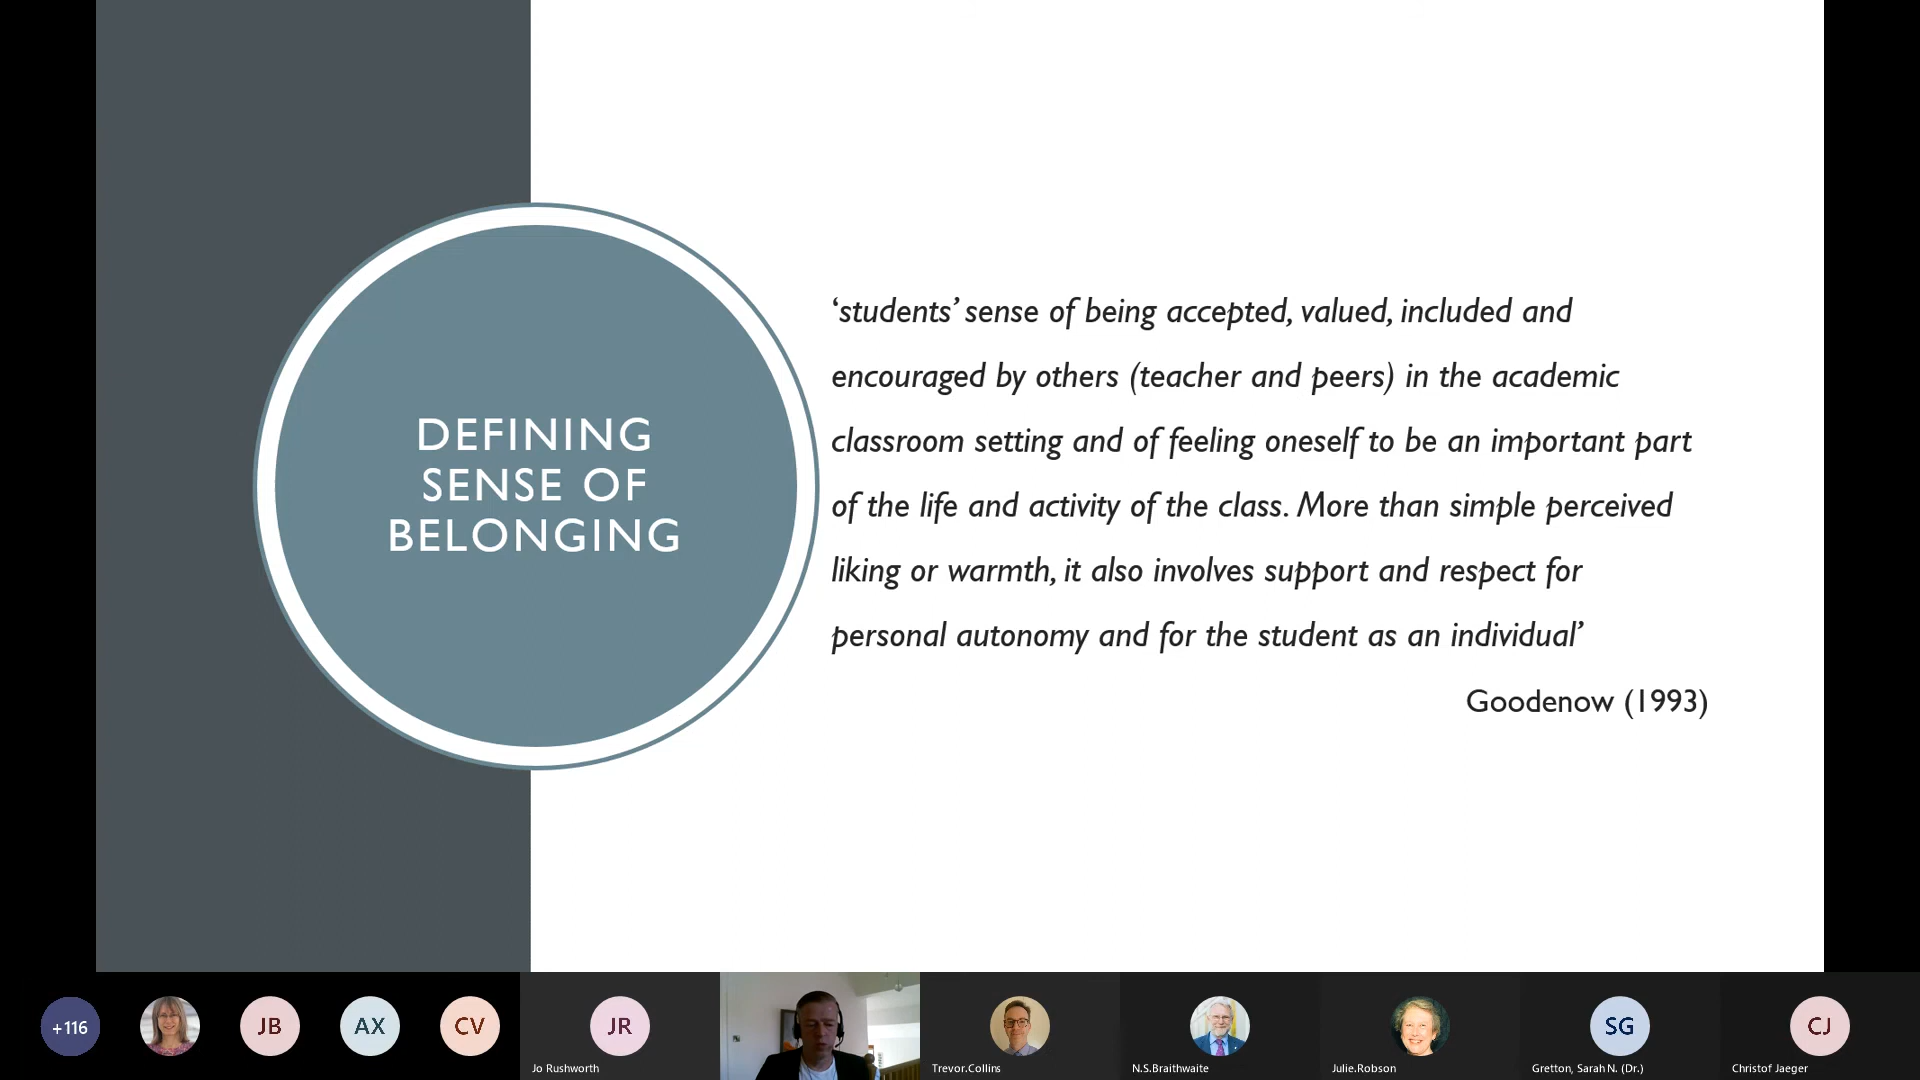 DEFINING
SENSE OF
BELONGING
‘students’ sense of being accepted, valued, included and
encouraged by others (teacher and peers) in the academic
classroom setting and of feeling oneself to be an important part
of the life and activity of the class. More than simple perceived
liking or warmth, it also involves support and respect for
personal autonomy and for the student as an individual’
Goodenow (1993)
+116
JB
AX
CV
JR
Jo Rushworth
Trevor.Collins
N.S.Braithwaite
Julie.Robson
SG
Gretton, Sarah N. (Dr.)
CJ
Christof Jaeger